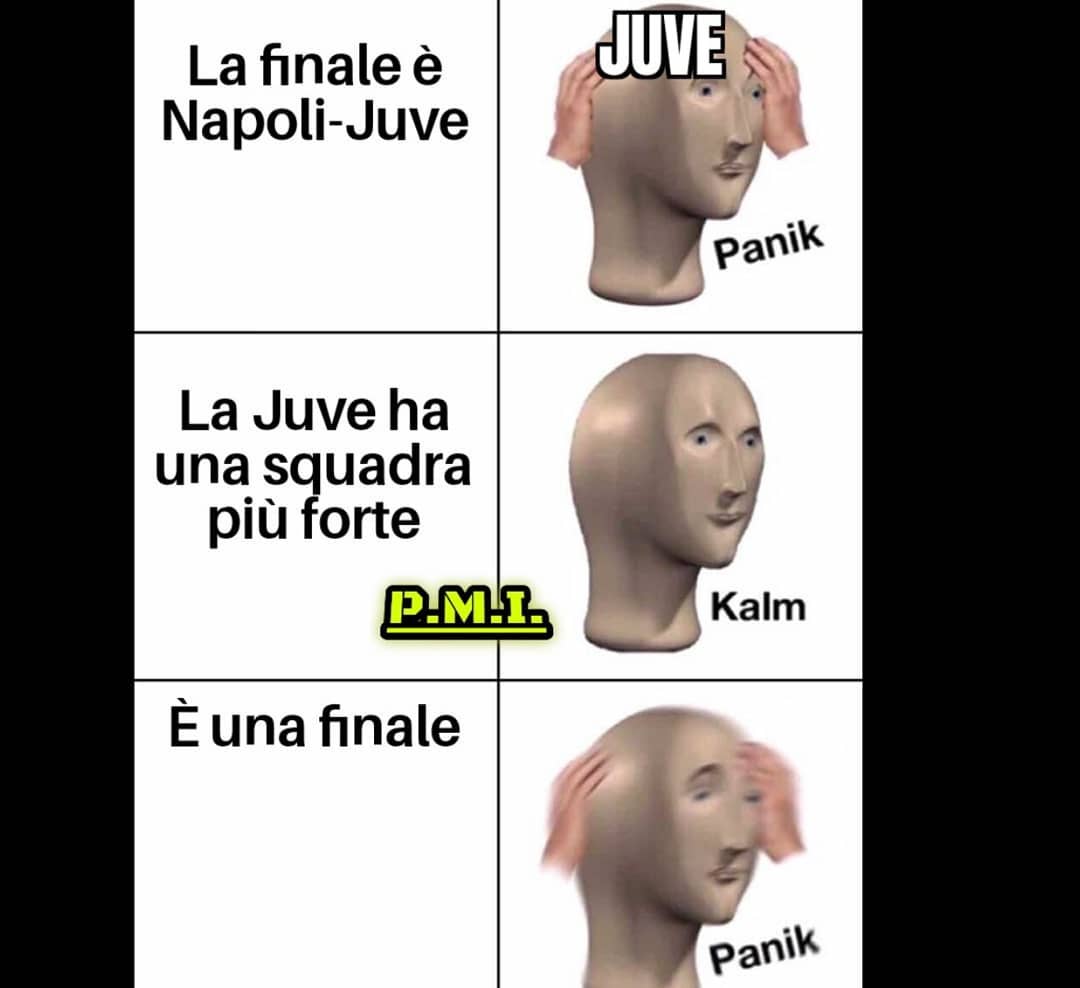 La finale è
Napoli-Juve
JUVE
Panik
La Juve ha
una squadra
più forte
P.M.I.
Kalm
È una finale
Panik